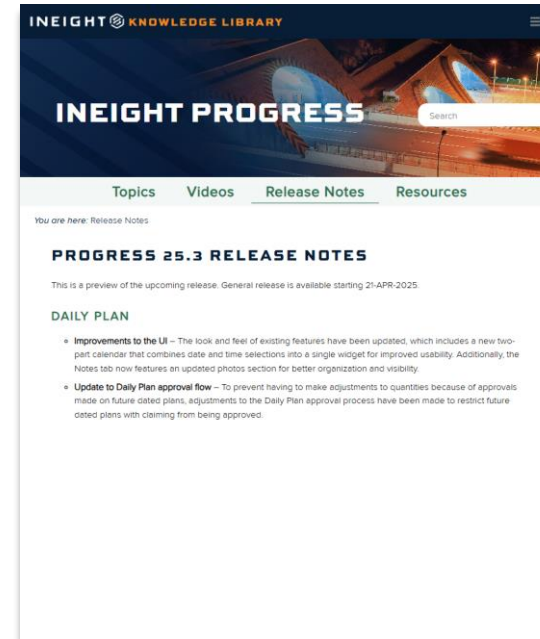 INEIGHT KNOWLEDGE LIBRARY
INEIGHT PROGRESS
Search
Topics Videos Release Notes Resources
You are here: Release Notes
PROGRESS 25.3 RELEASE NOTES
This is a preview of the upcoming release. General release is available starting 21-APR-2025.
DAILY PLAN
Improvements to the UI – The look and feel of existing features have been updated, which includes a new two-
part calendar that combines date and time selections into a single widget for improved usability. Additionally, the
Notes tab now features an updated photos section for better organization and visibility.
Update to Daily Plan approval flow – To prevent having to make adjustments to quantities because of approvals
made on future dated plans, adjustments to the Daily Plan approval process have been made to restrict future
dated plans with claiming from being approved.